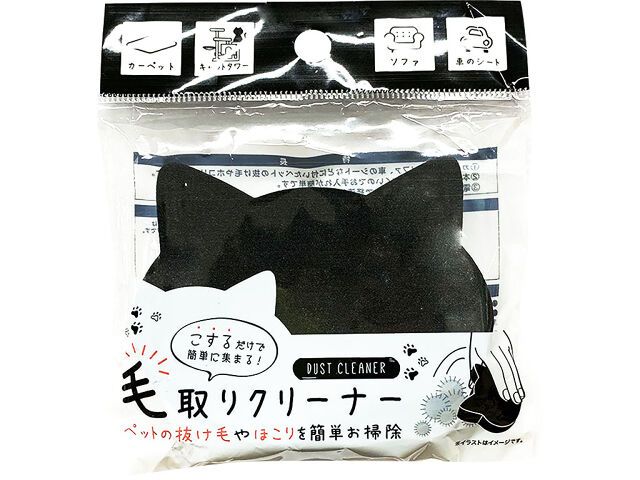 カーペット
キャットタワー
ソファ
車のシート
こするだけで
簡単に集まる!
DUST CLEANER
毛取りクリーナー
ペットの抜け毛やほこりを簡単お掃除
※イラストはイメージです。